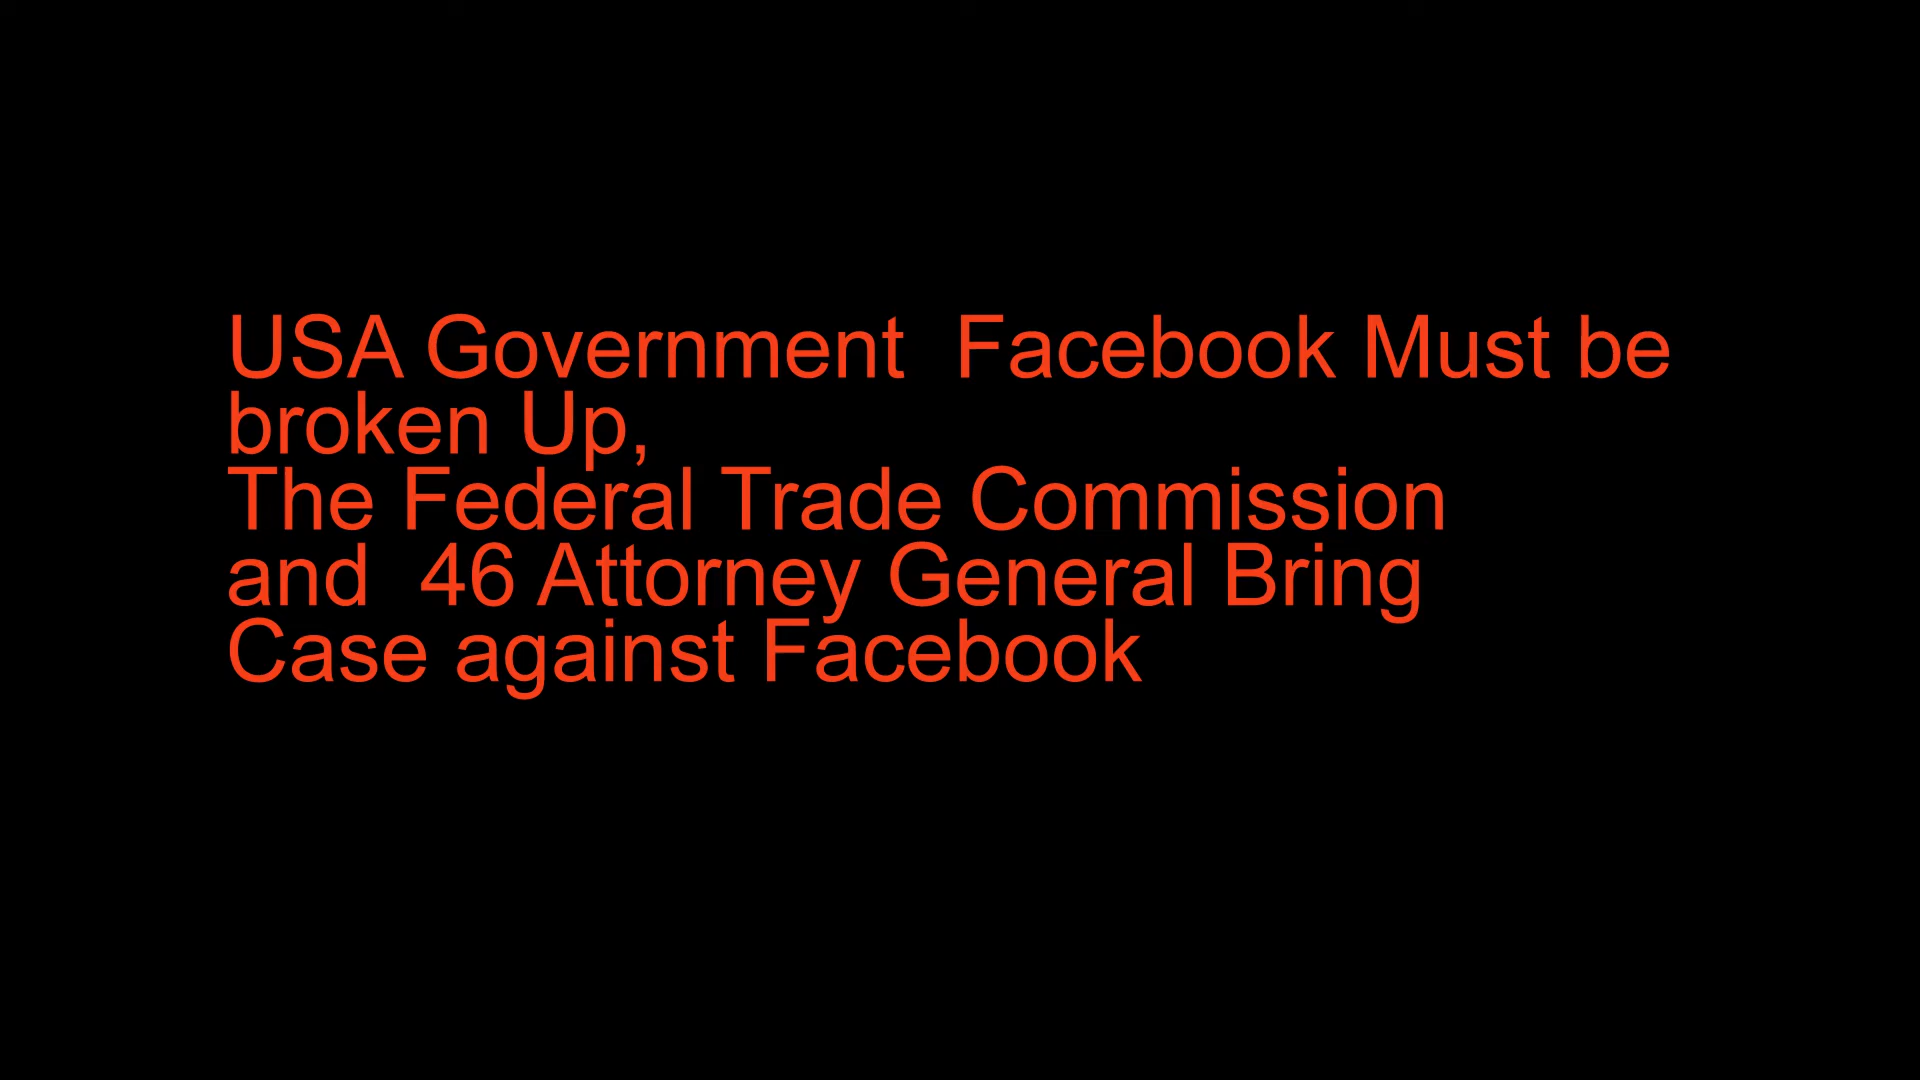 USA Government  Facebook Must be
broken Up,
The Federal Trade Commission
and  46 Attorney General Bring
Case against Facebook